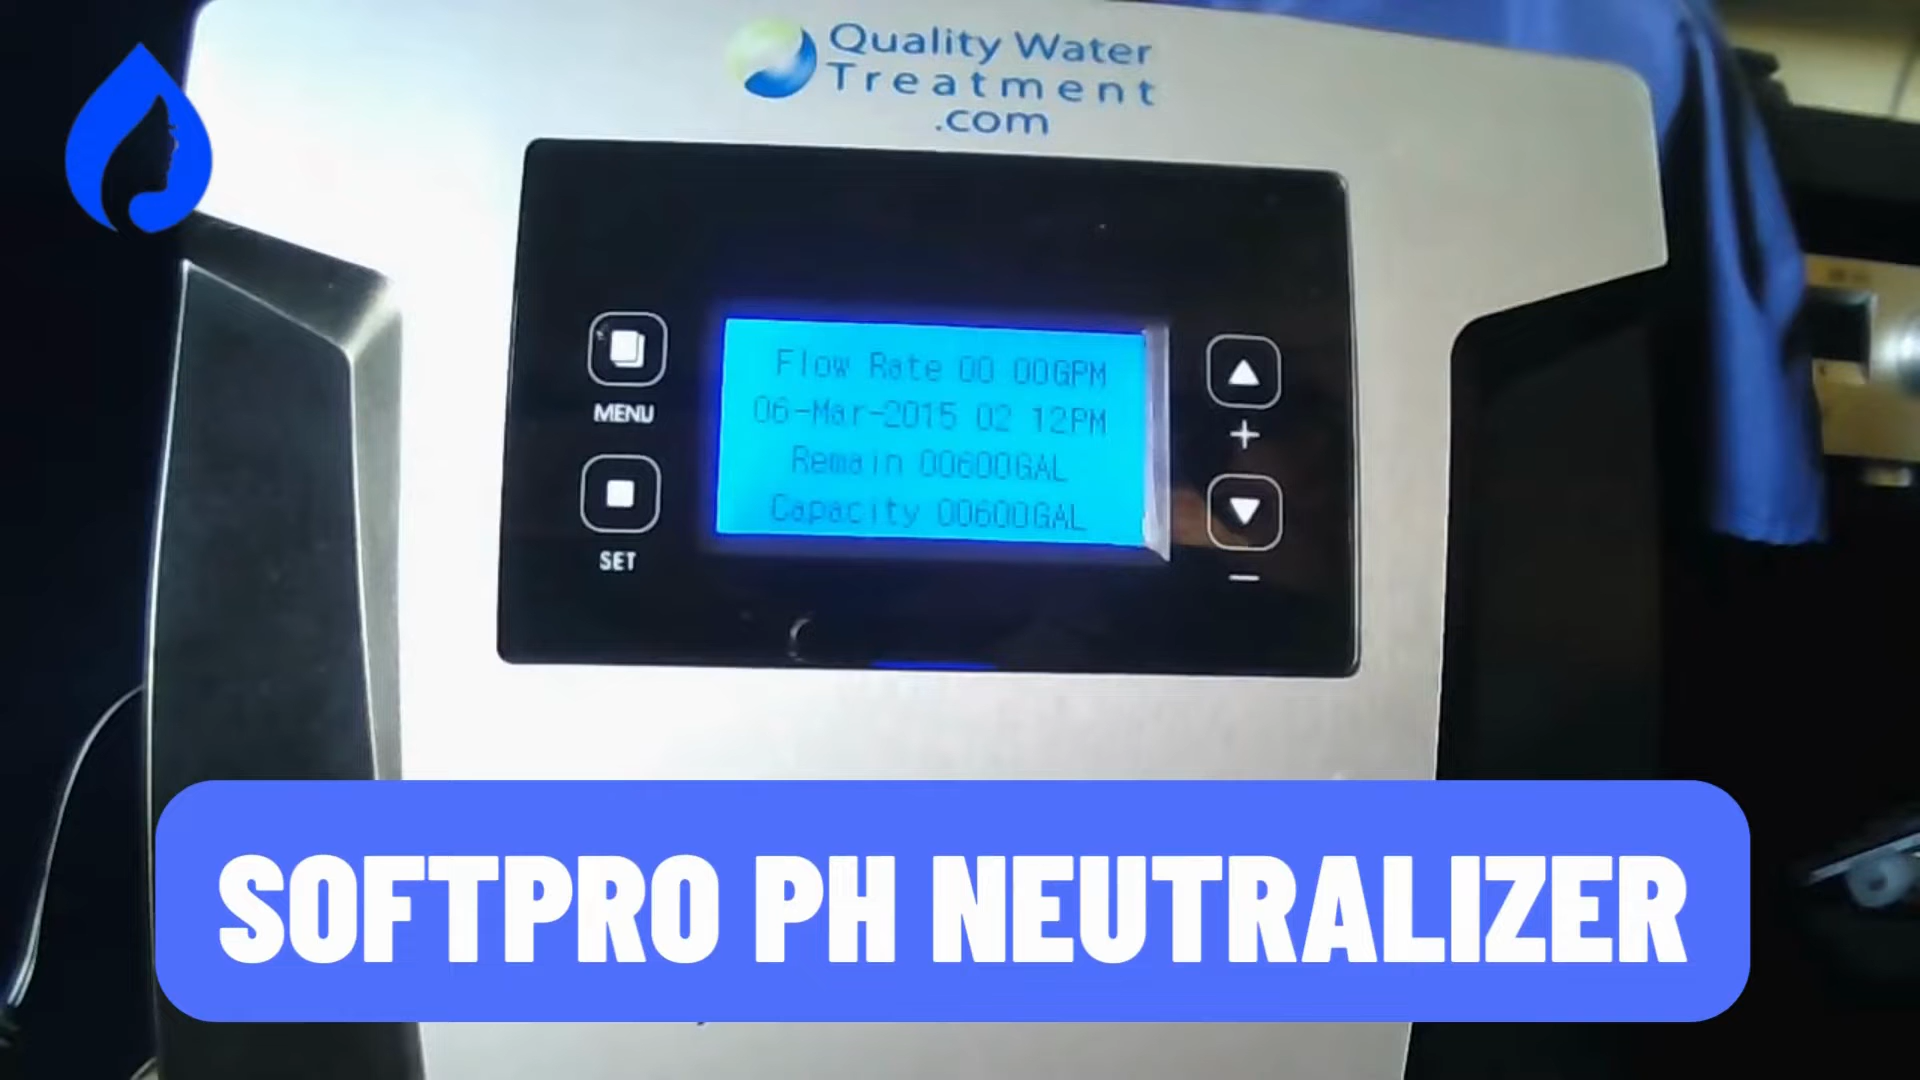 Quality Water
Treatment
.com
Flow Rate 00 00GPM
06-Mar-2015 02 12PM
Remain 00600GAL
Capacity 00600GAL
MENU
SET
+
−
SOFTPRO PH NEUTRALIZER